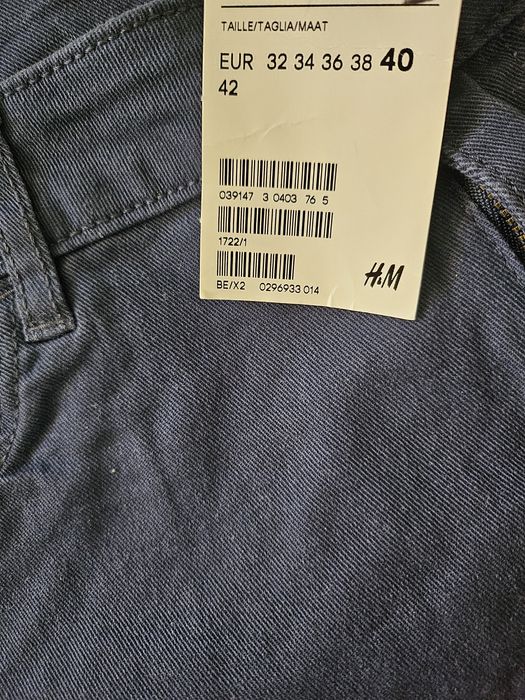 TAILLE/TAGLIA/MAAT
EUR 32 34 36 38 40
42
039147 3 0403 76 5
1722/1
BE/X2 0296933 014
H&M